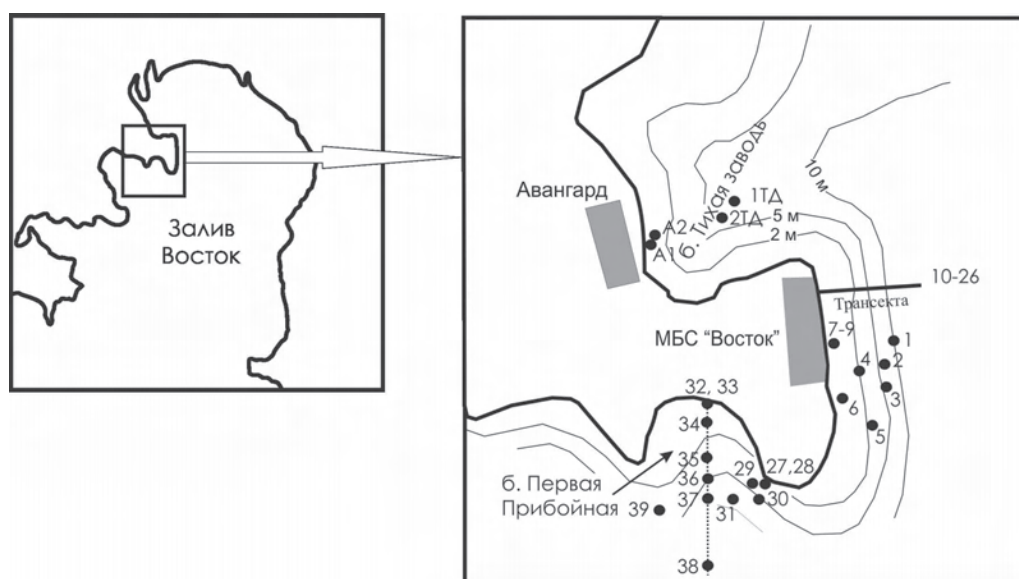 Залив
Восток
Авангард
б. Тихая заводь
10 м
1ТД
2ТД
5 м
2 м
А2
А1
10-26
Трансекта
МБС "Восток"
7-9
1
2
3
4
5
6
32, 33
34
35
36
37
38
39
б. Первая
Прибойная
29
27,28
31
30